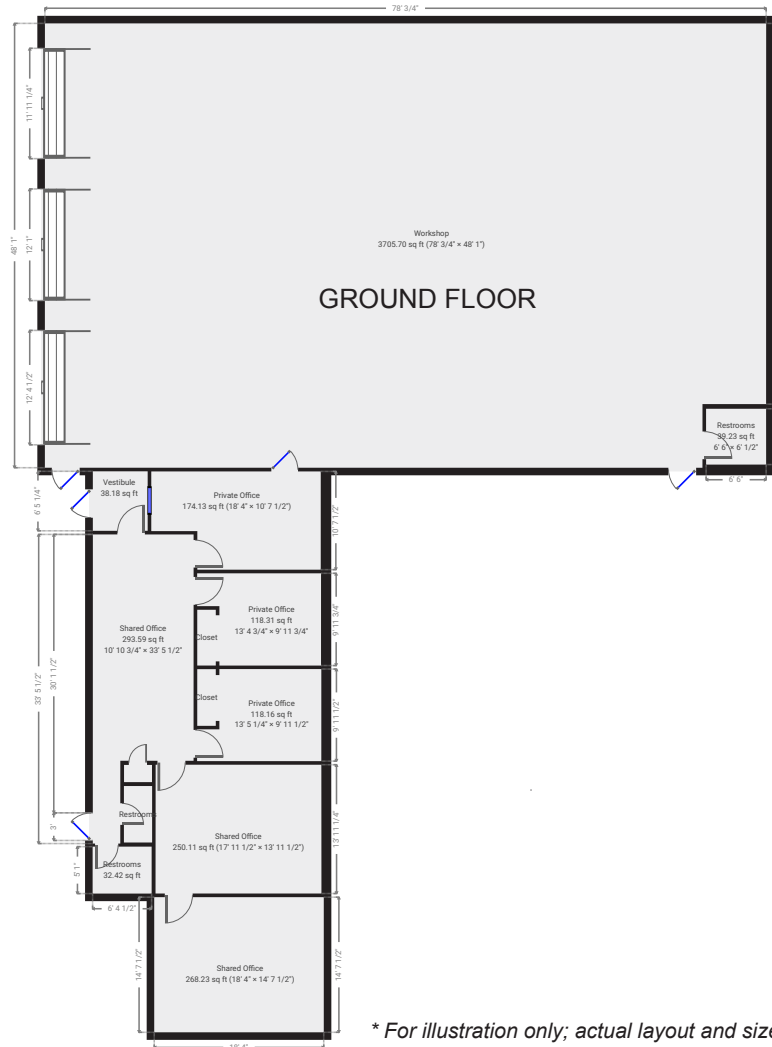 78' 3/4"
11' 11 1/4"
48' 1"
12' 1"
12' 4 1/2"
Workshop
3705.70 sq ft (78' 3/4" × 48' 1")
GROUND FLOOR
Restrooms
39.23 sq ft
6' 6" × 6' 1/2"
6' 6"
6' 5 1/4"
Vestibule
38.18 sq ft
Private Office
174.13 sq ft (18' 4" × 10' 7 1/2")
10' 7 1/2"
Shared Office
293.59 sq ft
10' 10 3/4" × 33' 5 1/2"
Private Office
118.31 sq ft
13' 4 3/4" × 9' 11 3/4"
9' 11 3/4"
Closet
Closet
Private Office
118.16 sq ft
13' 5 1/4" × 9' 11 1/2"
9' 11 1/2"
33' 5 1/2"
30' 1 1/2"
3'
Restrooms
Shared Office
250.11 sq ft (17' 11 1/2" × 13' 11 1/2")
13' 11 1/4"
Restrooms
32.42 sq ft
5' 1"
6' 4 1/2"
14' 7 1/2"
Shared Office
268.23 sq ft (18' 4" × 14' 7 1/2")
14' 7 1/2"
18' 4"
* For illustration only; actual layout and size